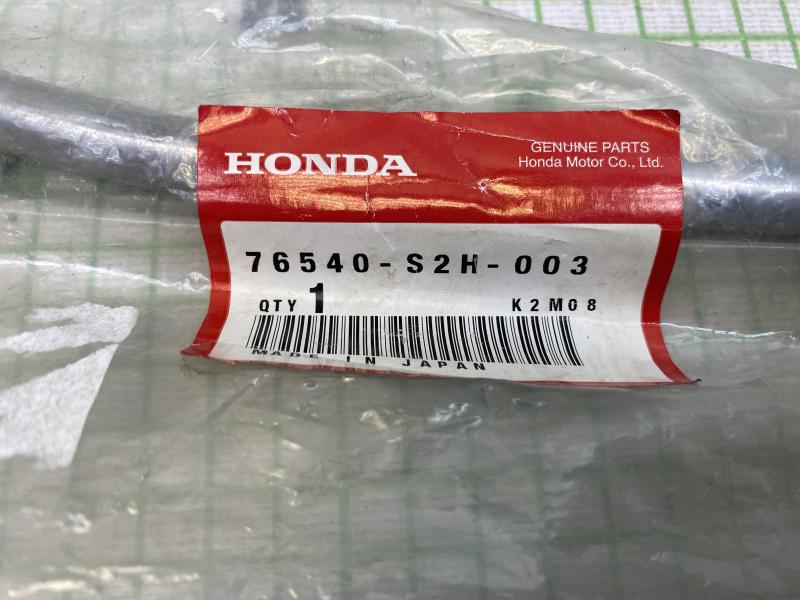 HONDA
GENUINE PARTS
Honda Motor Co., Ltd.
76540-S2H-003
QTY 1 K2M08
MADE IN JAPAN